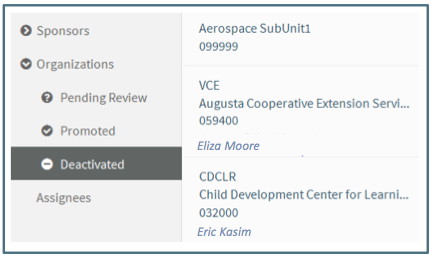 Sponsors
Organizations
Pending Review
Promoted
Deactivated
Assignees
Aerospace SubUnit1
099999
VCE
Augusta Cooperative Extension Servi...
059400
Eliza Moore
CDCLR
Child Development Center for Learni...
032000
Eric Kasim